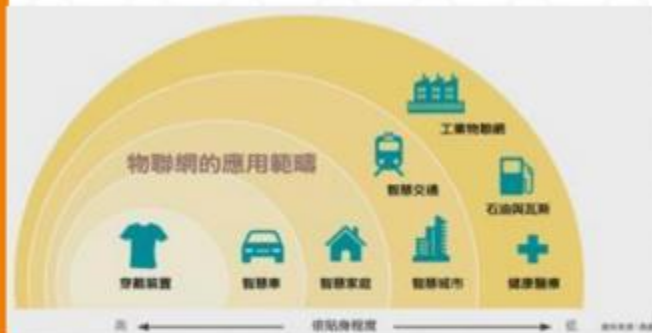 物聯網的應用範疇
工業物聯網
智慧交通
石油與瓦斯
穿戴裝置
智慧車
智慧家庭
智慧城市
健康醫療
高
依貼身程度
低